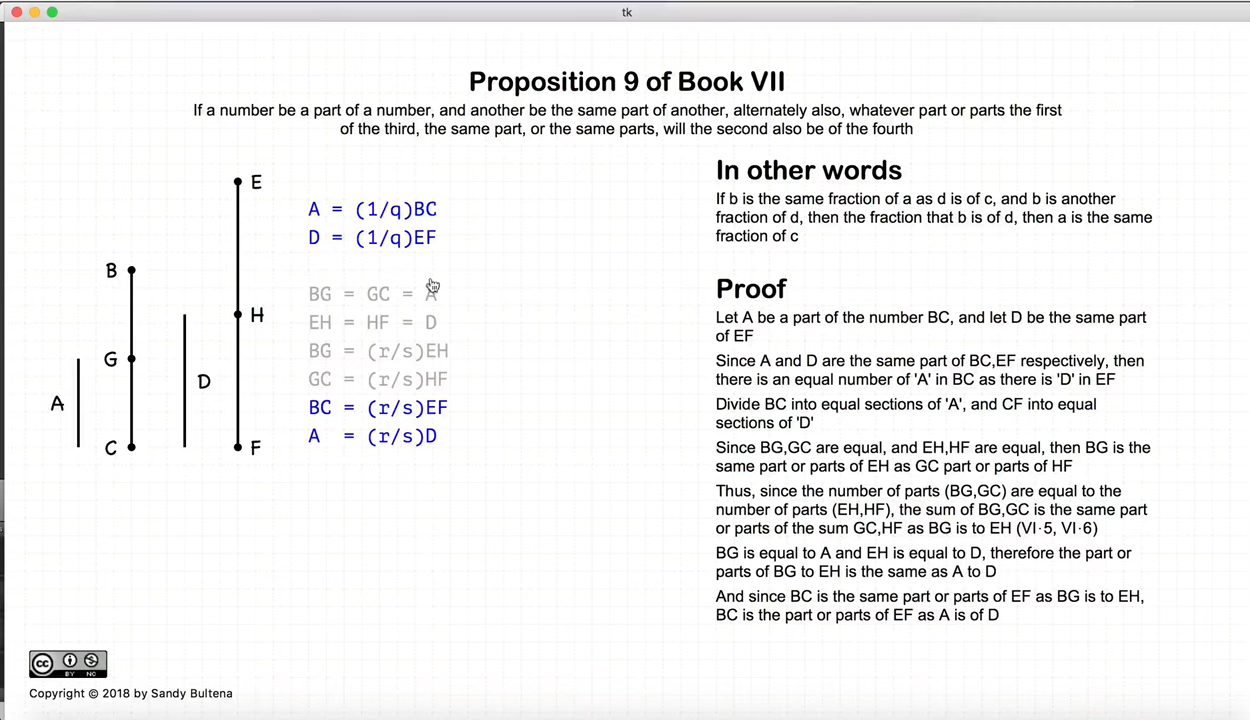 tk
Proposition 9 of Book VII
If a number be a part of a number, and another be the same part of another, alternately also, whatever part or parts the first
of the third, the same part, or the same parts, will the second also be of the fourth
E
B
H
G
D
A
C
F
A = (1/q)BC
D = (1/q)EF
BG = GC = A
EH = HF = D
BG = (r/s)EH
GC = (r/s)HF
BC = (r/s)EF
A = (r/s)D
In other words
If b is the same fraction of a as d is of c, and b is another
fraction of d, then the fraction that b is of d, then a is the same
fraction of c
Proof
Let A be a part of the number BC, and let D be the same part
of EF
Since A and D are the same part of BC,EF respectively, then
there is an equal number of 'A' in BC as there is 'D' in EF
Divide BC into equal sections of 'A', and CF into equal
sections of 'D'
Since BG,GC are equal, and EH,HF are equal, then BG is the
same part or parts of EH as GC part or parts of HF
Thus, since the number of parts (BG,GC) are equal to the
number of parts (EH,HF), the sum of BG,GC is the same part
or parts of the sum GC,HF as BG is to EH (VI·5, VI·6)
BG is equal to A and EH is equal to D, therefore the part or
parts of BG to EH is the same as A to D
And since BC is the same part or parts of EF as BG is to EH,
BC is the part or parts of EF as A is of D
cc
BY NC
Copyright © 2018 by Sandy Bultena